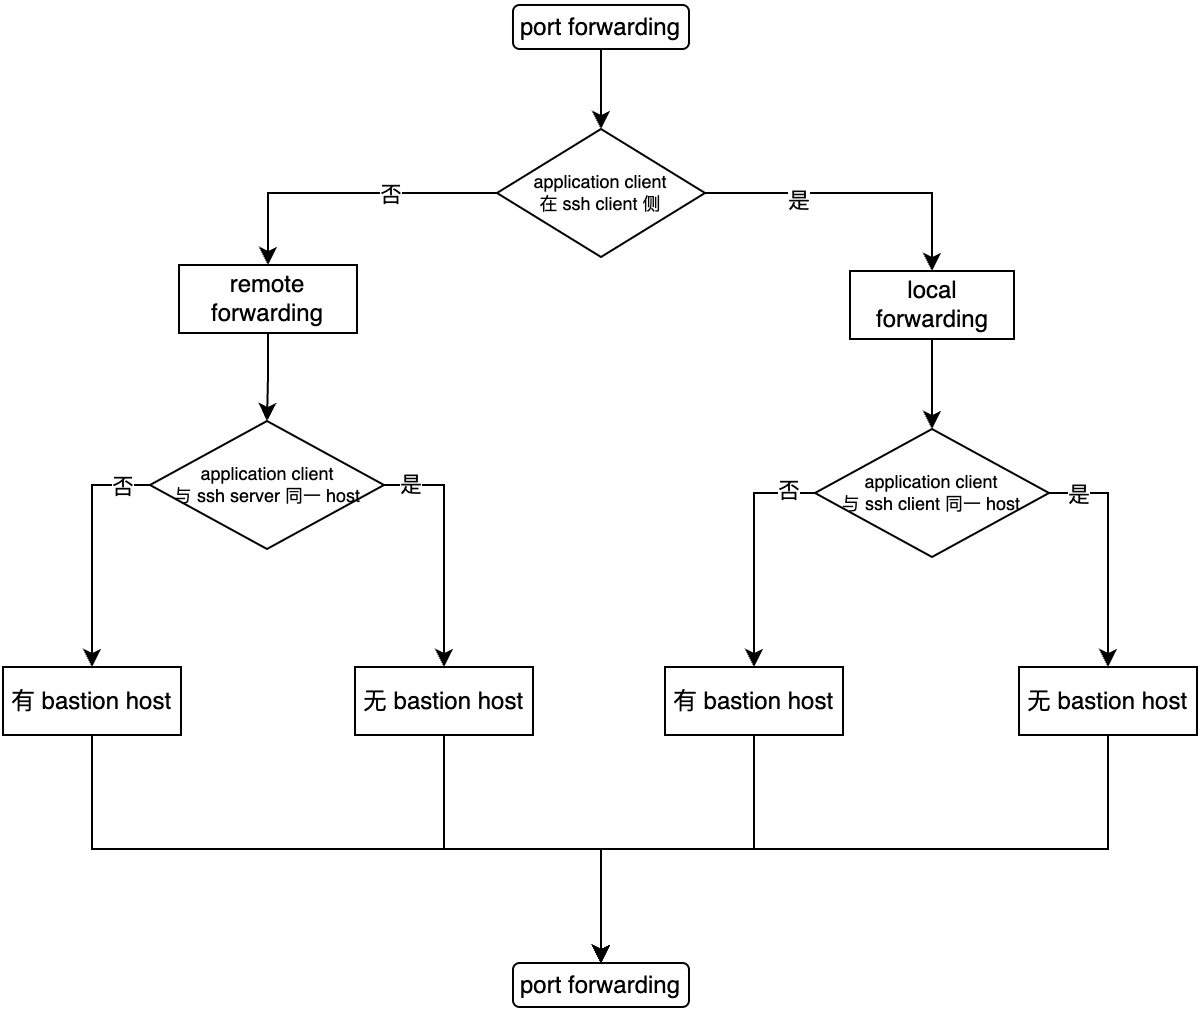 port forwarding
application client
在 ssh client 侧
否
是
remote
forwarding
local
forwarding
application client
与 ssh server 同一 host
否
是
application client
与 ssh client 同一 host
否
是
有 bastion host
无 bastion host
有 bastion host
无 bastion host
port forwarding